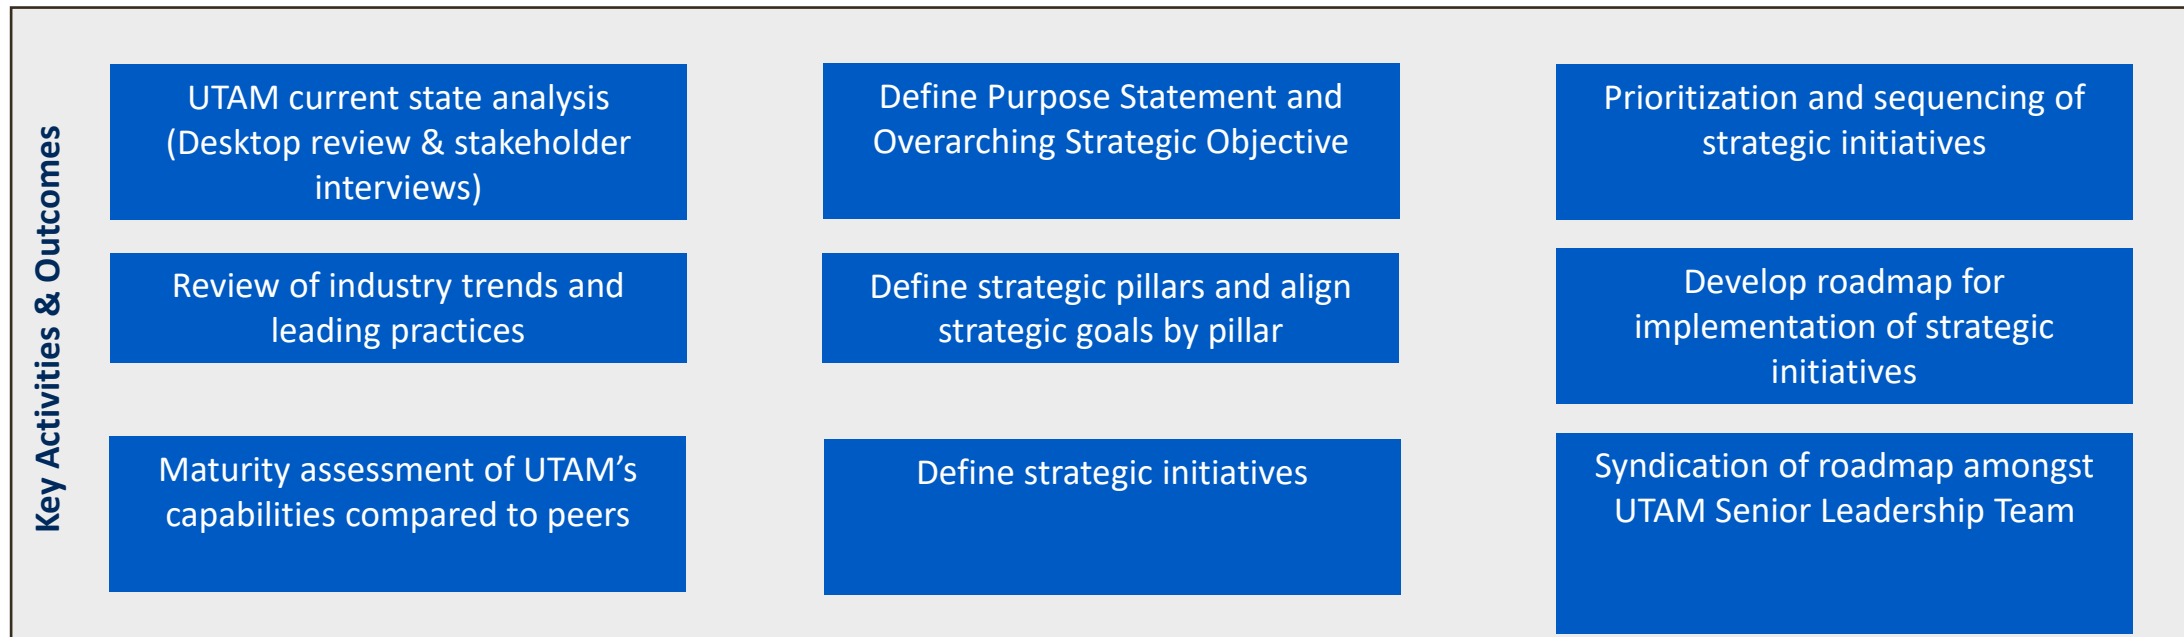 Key Activities & Outcomes
UTAM current state analysis
(Desktop review & stakeholder
interviews)
Review of industry trends and
leading practices
Maturity assessment of UTAM’s
capabilities compared to peers
Define Purpose Statement and
Overarching Strategic Objective
Define strategic pillars and align
strategic goals by pillar
Define strategic initiatives
Prioritization and sequencing of
strategic initiatives
Develop roadmap for
implementation of strategic
initiatives
Syndication of roadmap amongst
UTAM Senior Leadership Team